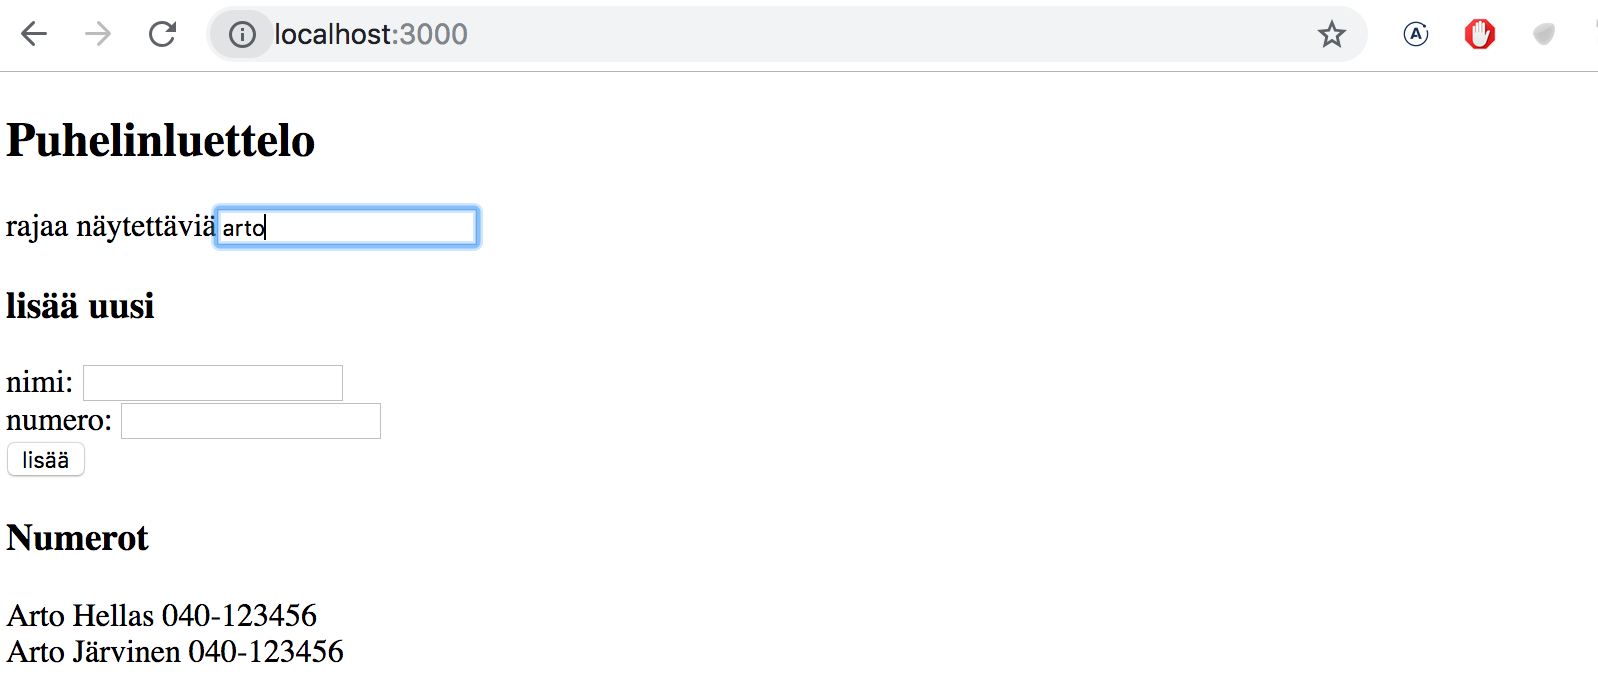 localhost:3000
A
Puhelinluettelo
rajaa näytettäviä arto
lisää uusi
nimi:
numero:
lisää
Numerot
Arto Hellas 040-123456
Arto Järvinen 040-123456